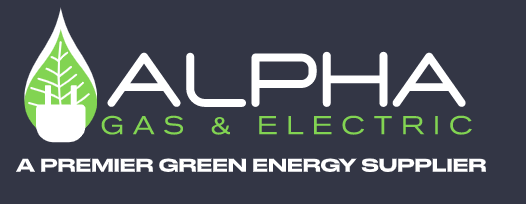 ALPHA
GAS & ELECTRIC
A PREMIER GREEN ENERGY SUPPLIER